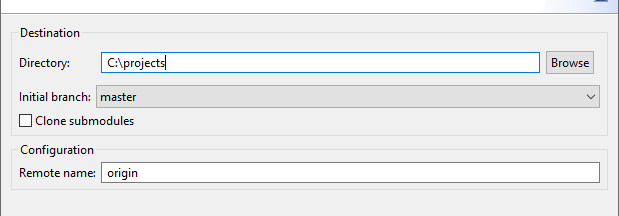 Destination
Directory: C:\projects Browse
Initial branch: master
Clone submodules
Configuration
Remote name: origin